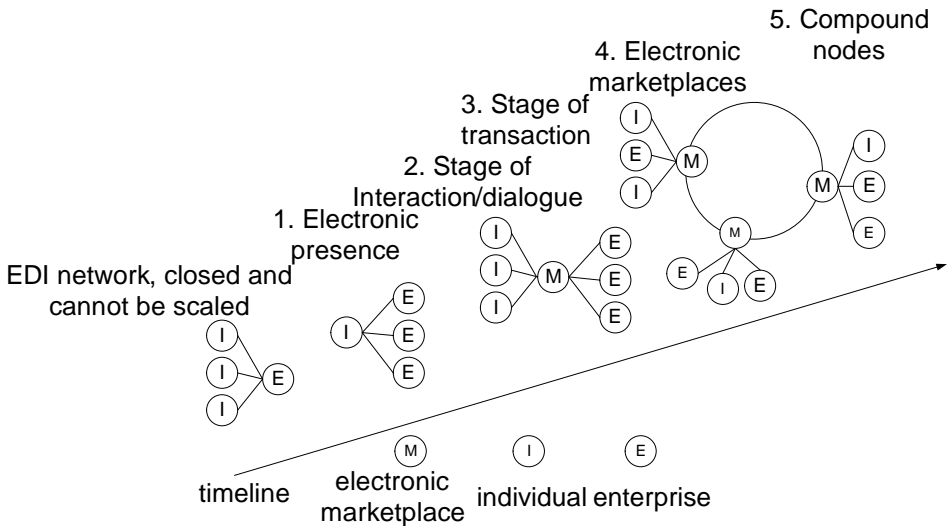 5. Compound
nodes
4. Electronic
marketplaces
3. Stage of
transaction
2. Stage of
Interaction/dialogue
1. Electronic
presence
EDI network, closed and
cannot be scaled
I
E
I
M
I
E
I
M
E
M
E
I
E
I
I
I
M
E
E
E
I
E
E
E
I
I
I
E
M
I
E
timeline
electronic
marketplace
individual
enterprise